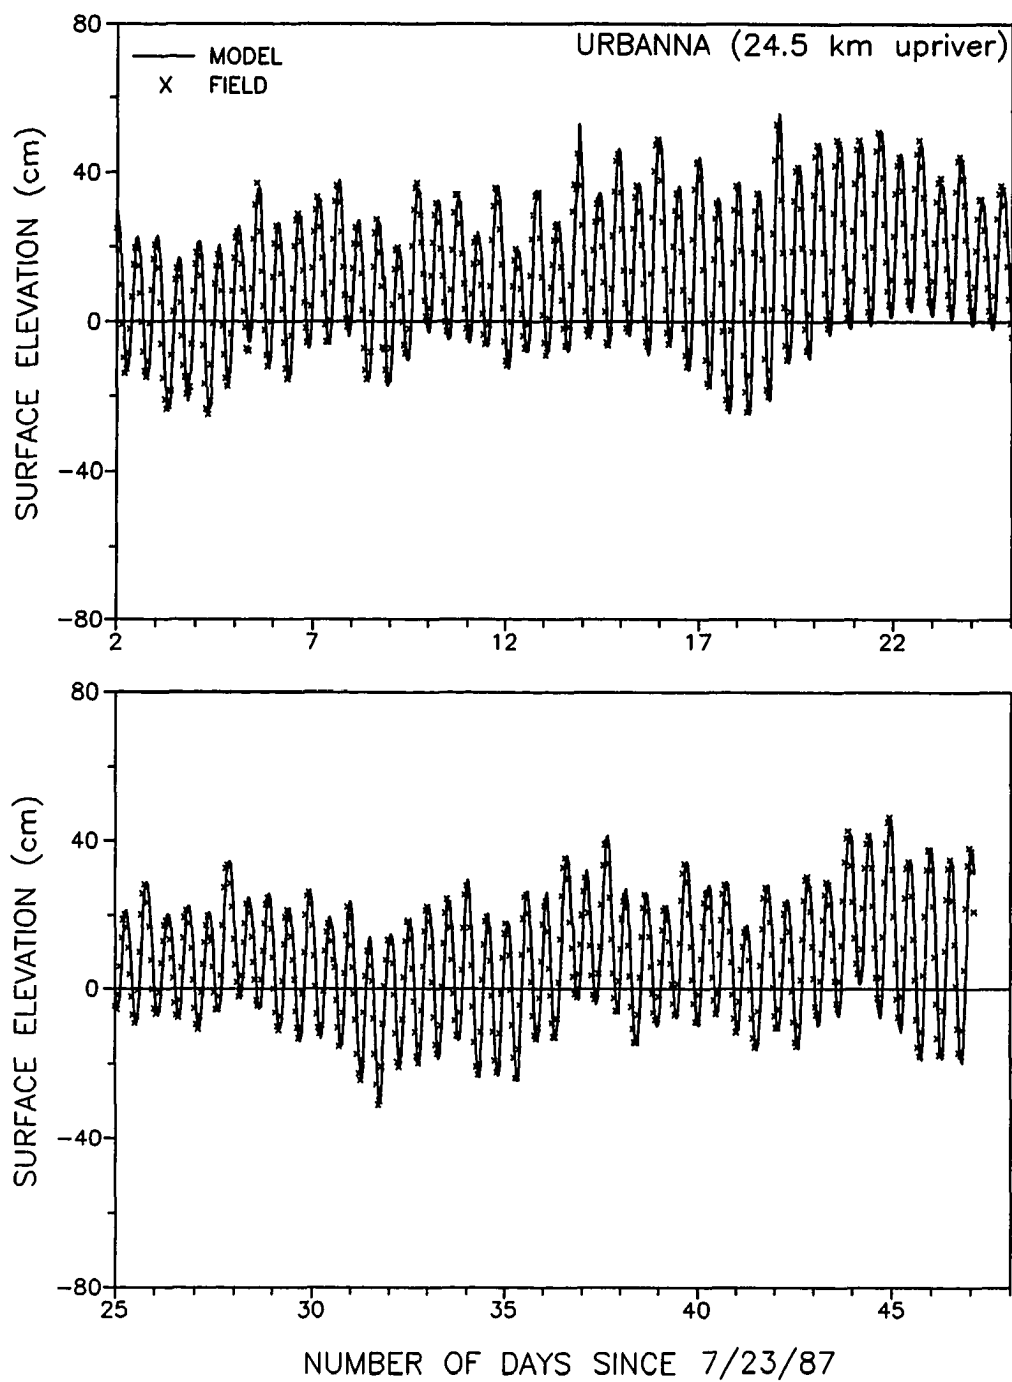 80
URBANNA (24.5 km upriver)
MODEL
× FIELD
40
0
−40
−80
SURFACE ELEVATION (cm)
2 7 12 17 22
80
40
0
−40
−80
SURFACE ELEVATION (cm)
25 30 35 40 45
NUMBER OF DAYS SINCE 7/23/87